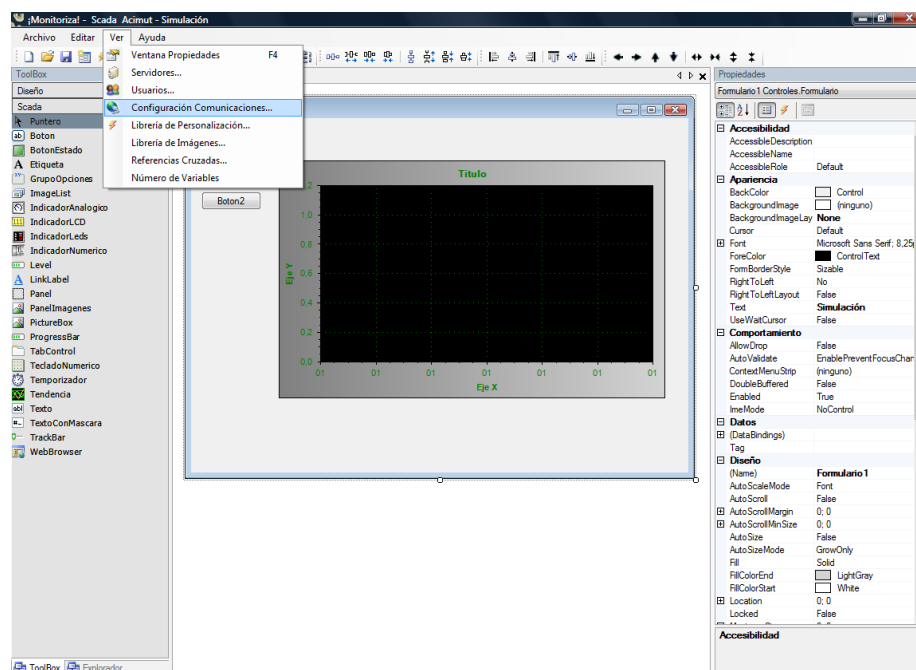 ¡Monitoriza! - Scada Acimut - Simulación
Archivo Editar Ver Ayuda
Ventana Propiedades F4
Servidores...
Usuarios...
Configuración Comunicaciones...
Librería de Personalización...
Librería de Imágenes...
Referencias Cruzadas...
Número de Variables
ToolBox
Diseño
Scada
Puntero
Boton
BotonEstado
Etiqueta
GrupoOpciones
ImageList
IndicadorAnalogico
IndicadorLCD
IndicadorLeds
IndicadorNumerico
Level
LinkLabel
Panel
PanelImagenes
PictureBox
ProgressBar
TabControl
TecladoNumerico
Temporizador
Tendencia
Texto
TextoConMascara
TrackBar
WebBrowser
ToolBox Explorador
Boton2
Titulo
Eje Y
1,0
0,8
0,6
0,4
0,2
0,0
01 01 01 01 01 01 01
Eje X
Propiedades
Formulario1 Controles.Formulario
Accesibilidad
AccessibleDescription
AccessibleName
AccessibleRole Default
Apariencia
BackColor Control
BackgroundImage (ninguno)
BackgroundImageLay None
Cursor Default
Font Microsoft Sans Serif; 8,25p
ForeColor ControlText
FormBorderStyle Sizable
RightToLeft No
RightToLeftLayout False
Text Simulación
UseWaitCursor False
Comportamiento
AllowDrop False
AutoValidate EnablePreventFocusChan
ContextMenuStrip (ninguno)
DoubleBuffered False
Enabled True
ImeMode NoControl
Datos
(DataBindings)
Tag
Diseño
(Name) Formulario1
AutoScaleMode Font
AutoScroll False
AutoScrollMargin 0; 0
AutoScrollMinSize 0; 0
AutoSize False
AutoSizeMode GrowOnly
Fill Solid
FillColorEnd LightGray
FillColorStart White
Location 0; 0
Locked False
Accesibilidad